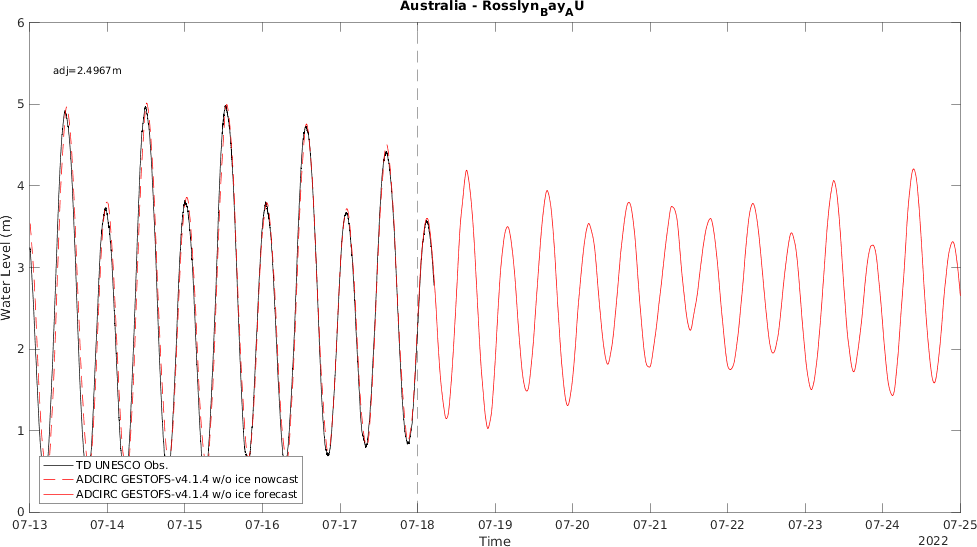 Australia - Rosslyn_Bay_AU
6
adj=2.4967m
5
4
Water Level (m)
3
2
1
TD UNESCO Obs.
ADCIRC GESTOFS-v4.1.4 w/o ice nowcast
ADCIRC GESTOFS-v4.1.4 w/o ice forecast
0
07-13 07-14 07-15 07-16 07-17 07-18 07-19 07-20 07-21 07-22 07-23 07-24 07-25
Time
2022